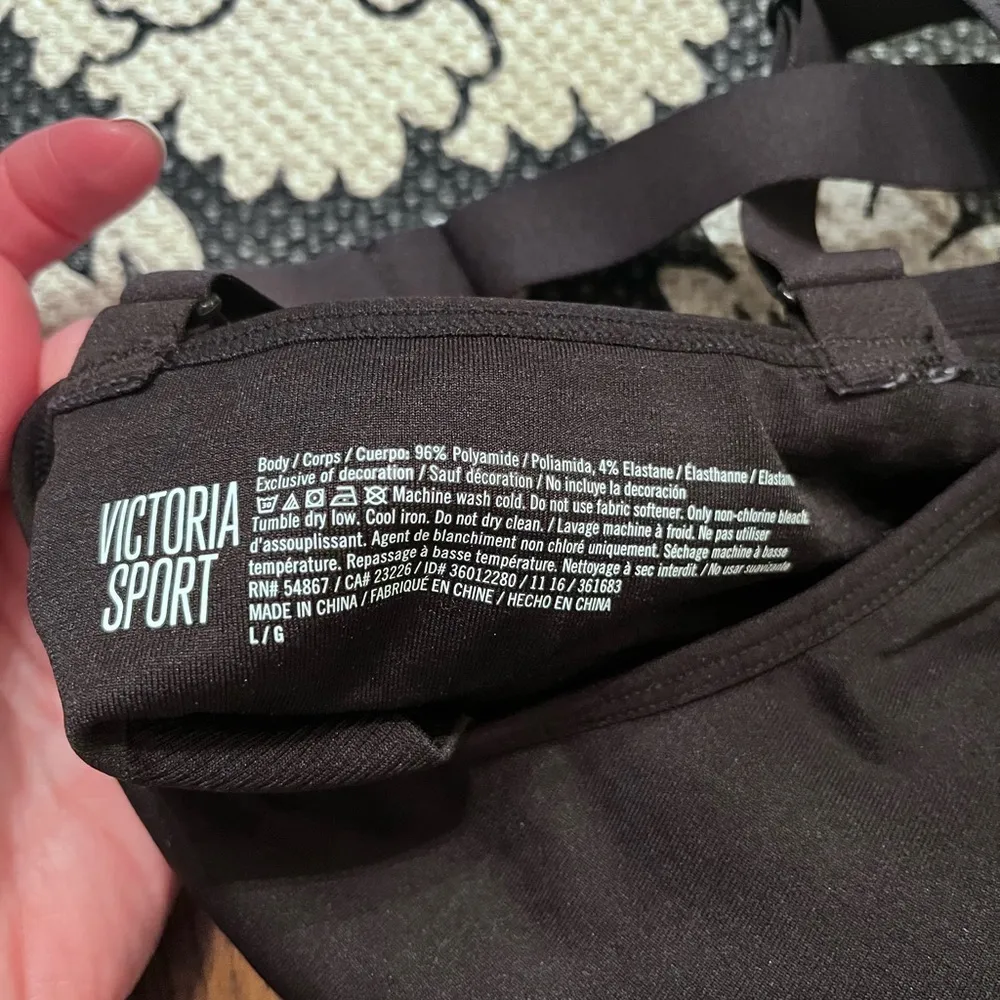 VICTORIA
SPORT
Body / Corps / Cuerpo: 96% Polyamide / Poliamida, 4% Elastane / Élasthanne / Elastan
Exclusive of decoration / Sauf décoration / No incluye la decoración
Machine wash cold. Do not use fabric softener. Only non-chlorine bleach.
Tumble dry low. Cool iron. Do not dry clean. / Lavage machine à froid. Ne pas utiliser
d'assouplissant. Agent de blanchiment non chloré uniquement. Séchage machine à basse
température. Repassage à basse température. Nettoyage à sec interdit. / No usar suavizante
RN# 54867 / CA# 23226 / ID# 36012280 / 11 16 / 361683
MADE IN CHINA / FABRIQUÉ EN CHINE / HECHO EN CHINA
L / G